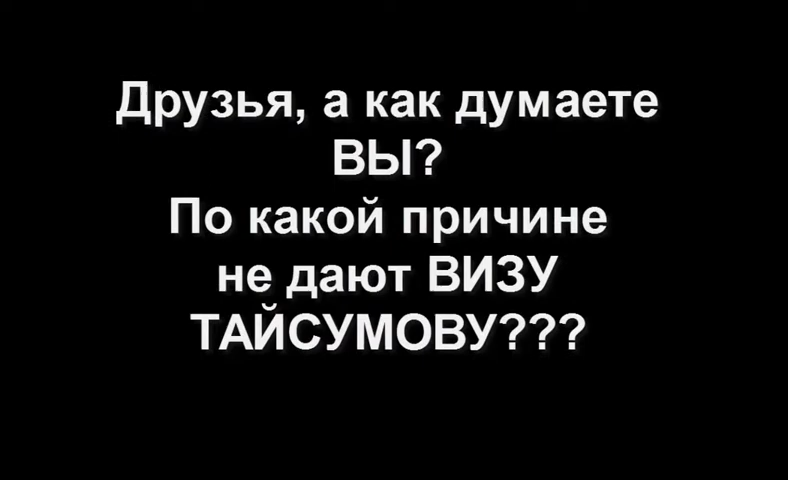 Друзья, а как думаете
ВЫ?
По какой причине
не дают ВИЗУ
ТАЙСУМОВУ???